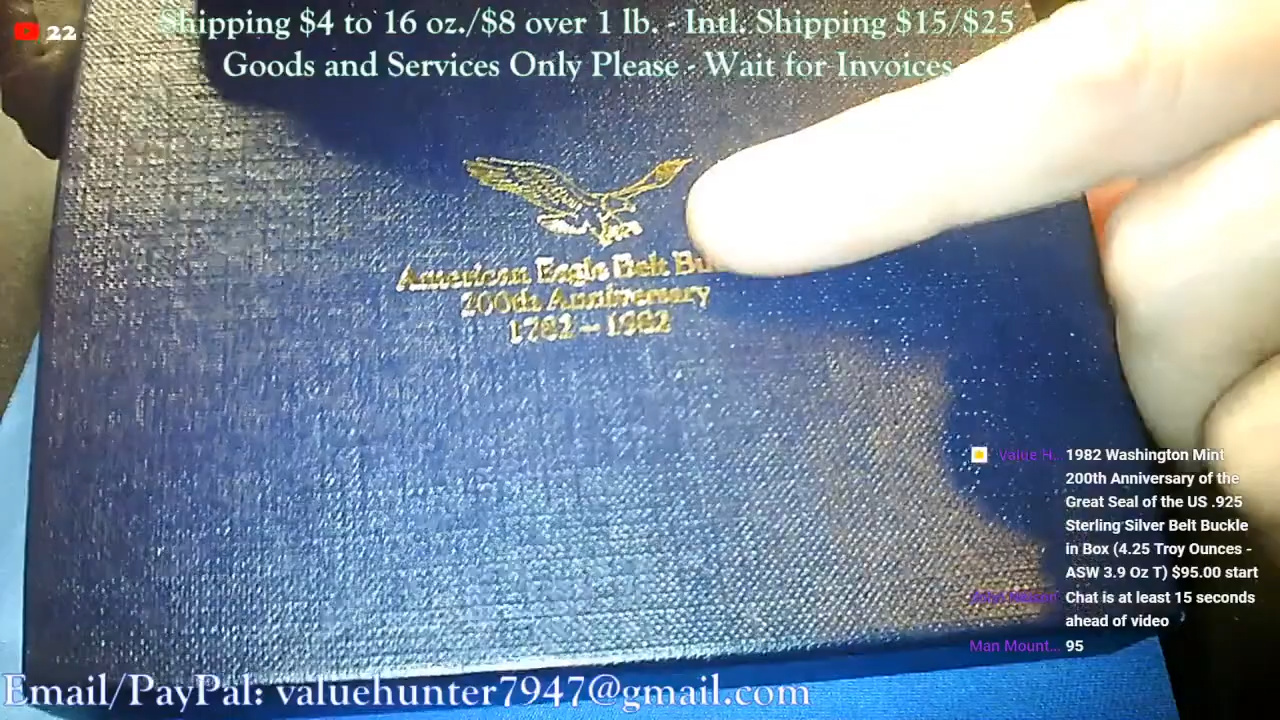 22
Shipping $4 to 16 oz./$8 over 1 lb. - Intl. Shipping $15/$25
Goods and Services Only Please - Wait for Invoices
American Eagle Belt
200th Anniversary
1782 – 1982
Value H... 1982 Washington Mint
200th Anniversary of the
Great Seal of the US .925
Sterling Silver Belt Buckle
in Box (4.25 Troy Ounces -
ASW 3.9 Oz T) $95.00 start
Chat is at least 15 seconds
ahead of video
Man Mount... 95
Email/PayPal: valuehunter7947@gmail.com